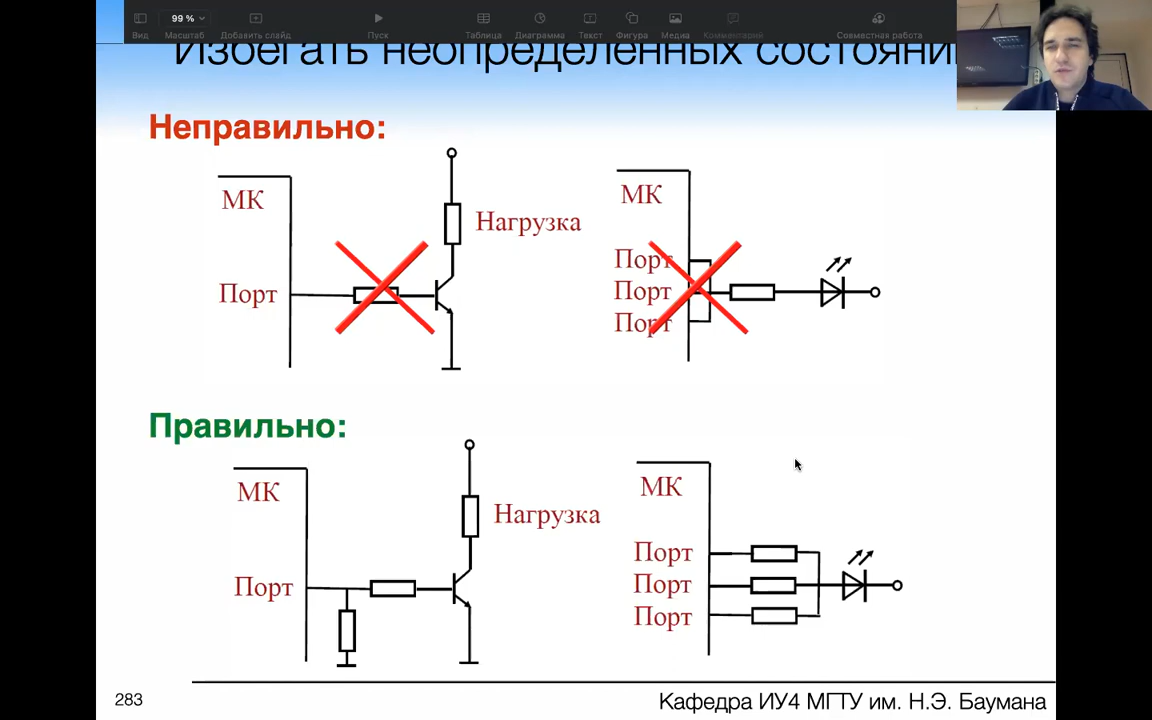 99 %
Вид
Масштаб
Добавить слайд
Пуск
Таблица
Диаграмма
Текст
Фигура
Медиа
Комментарий
Совместная работа
Избегать неопределенных состояни
Неправильно:
МК
Порт
Нагрузка
МК
Порт
Порт
Порт
Правильно:
МК
Порт
Нагрузка
МК
Порт
Порт
Порт
283
Кафедра ИУ4 МГТУ им. Н.Э. Баумана